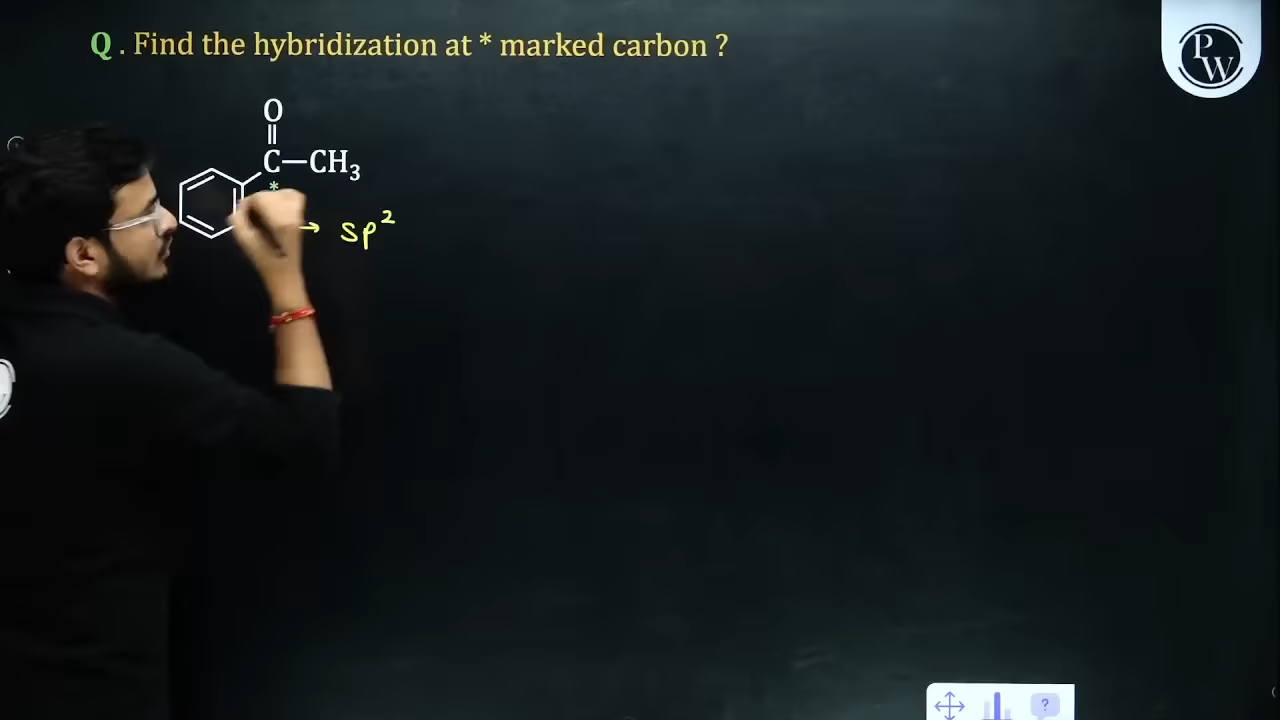 Q . Find the hybridization at * marked carbon ?
O
C—CH₃
*
→ sp²
PW
?